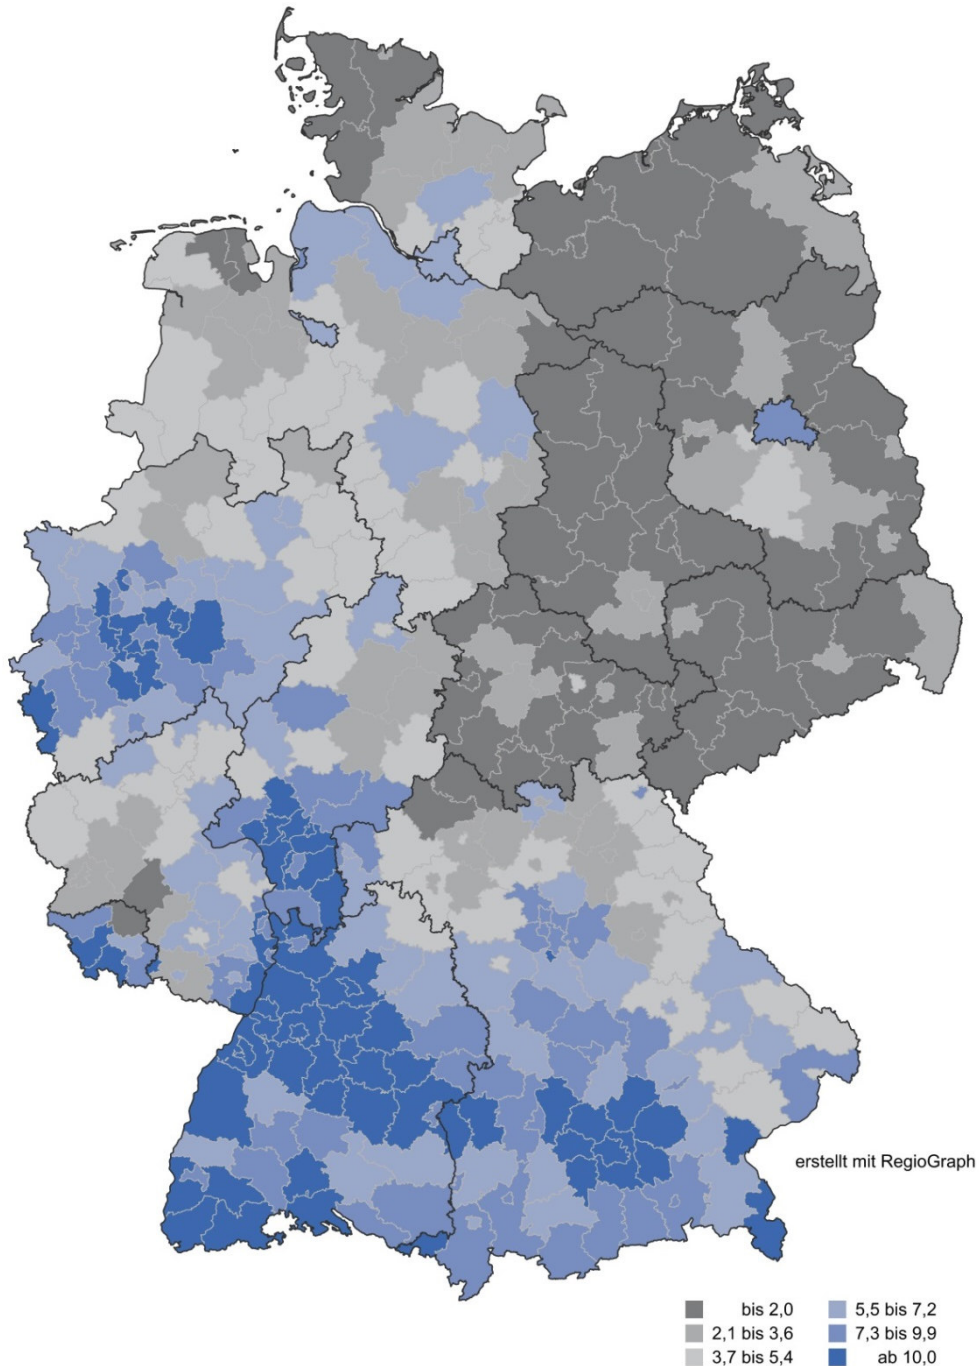 erstellt mit RegioGraph
bis 2,0
5,5 bis 7,2
2,1 bis 3,6
7,3 bis 9,9
3,7 bis 5,4
ab 10,0